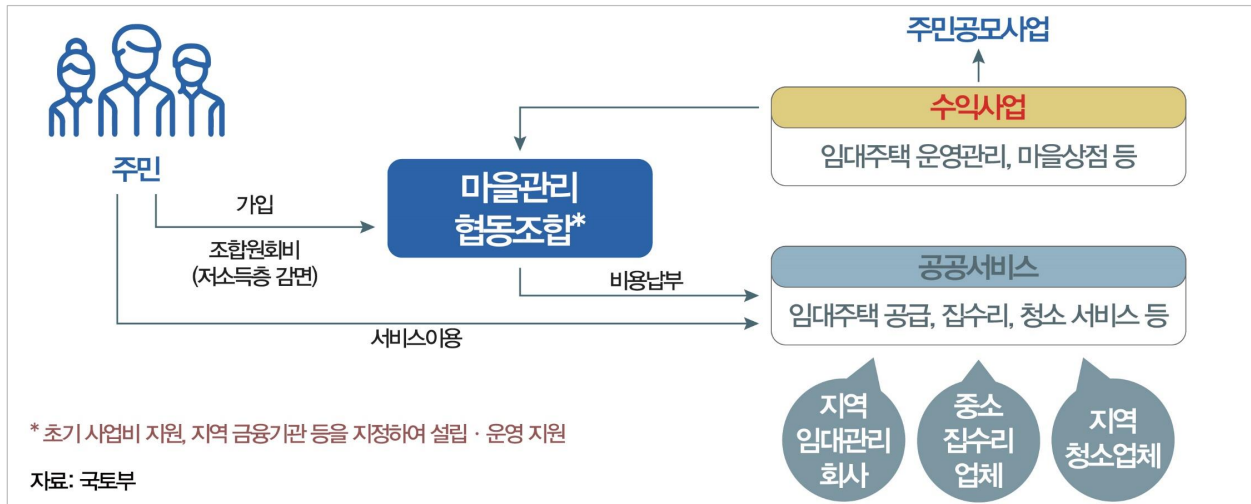 주민공모사업
수익사업
임대주택 운영관리, 마을상점 등
주민
마을관리
협동조합*
가입
조합원회비
(저소득층 감면)
비용납부
공공서비스
임대주택 공급, 집수리, 청소 서비스 등
서비스이용
지역
임대관리
회사
중소
집수리
업체
지역
청소업체
* 초기 사업비 지원, 지역 금융기관 등을 지정하여 설립 · 운영 지원
자료: 국토부